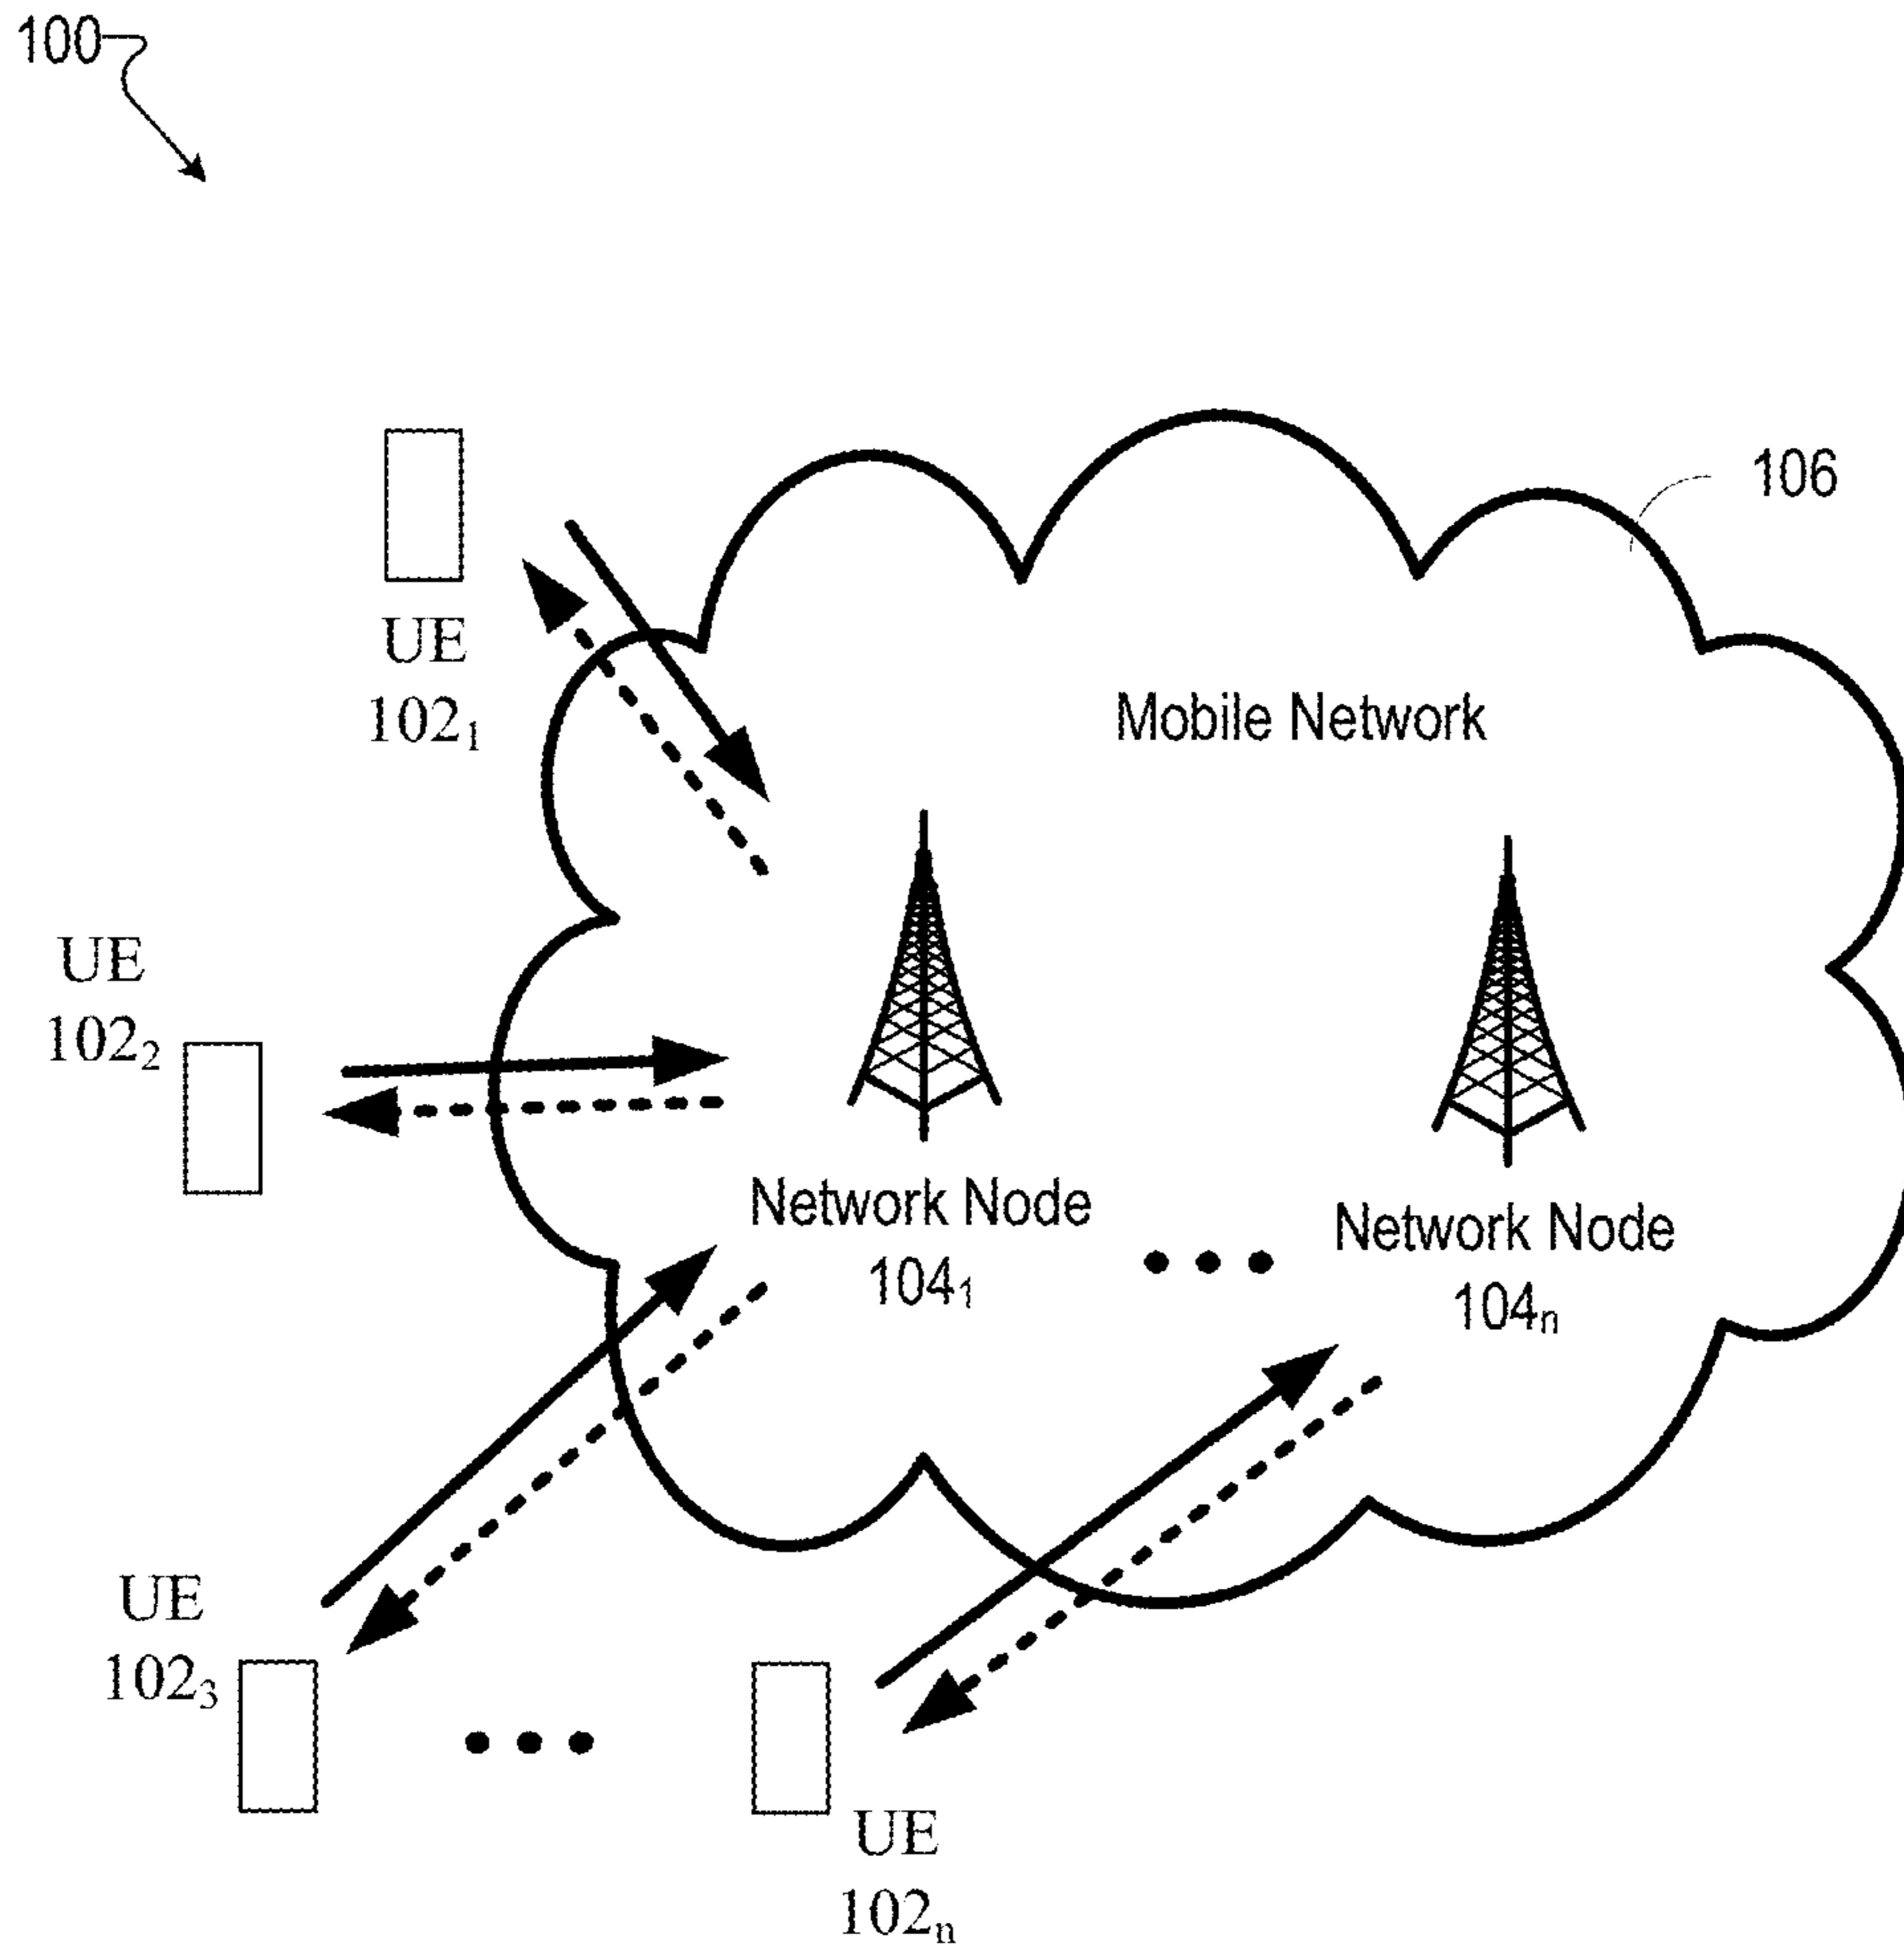 100
106
UE
102₁
Mobile Network
UE
102₂
Network Node
104₁
Network Node
104ₙ
UE
102₃
UE
102ₙ